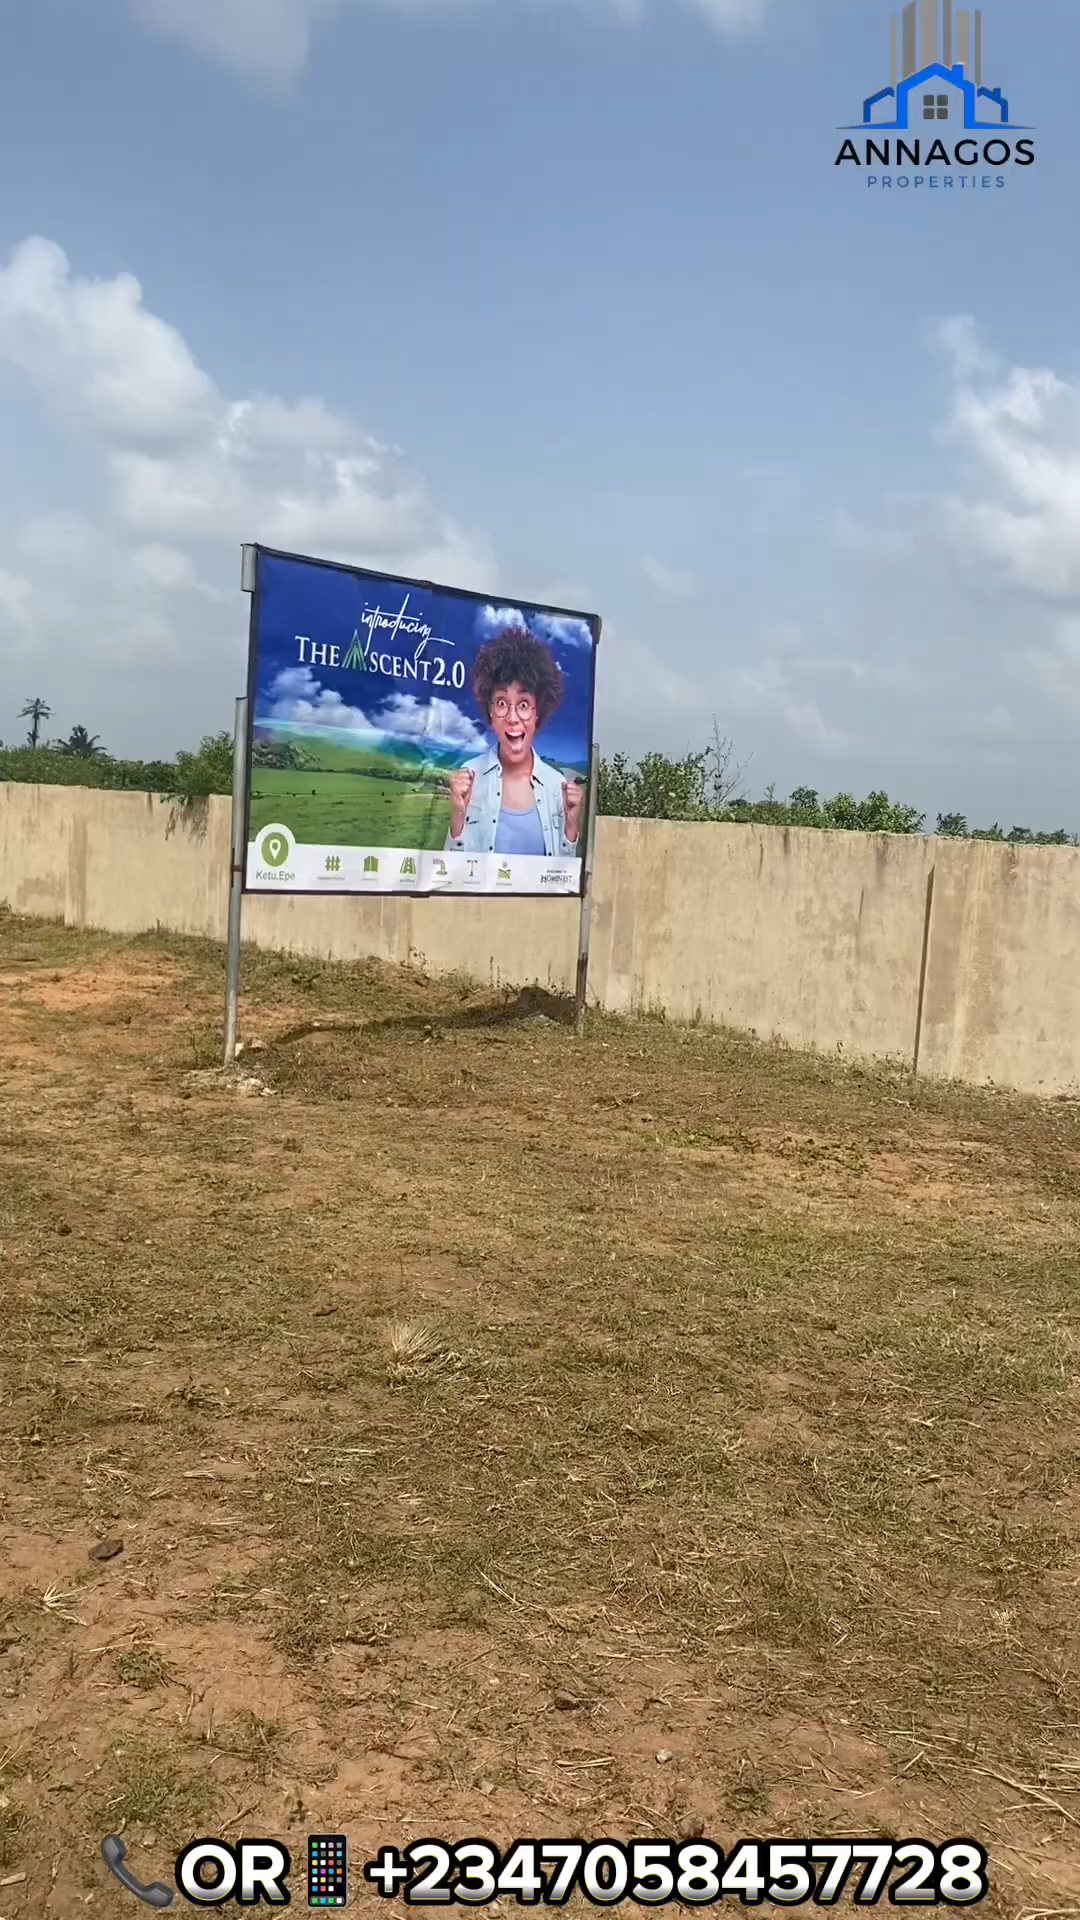 ANNAGOS
PROPERTIES
introducing
THE ASCENT 2.0
Ketu, Epe
OR +2347058457728